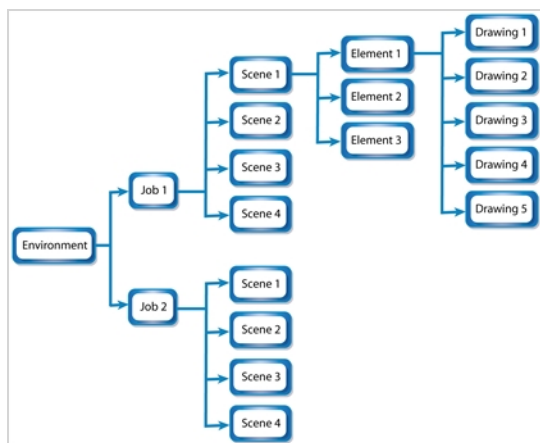 Environment
Job 1
Scene 1
Element 1
Drawing 1
Drawing 2
Drawing 3
Drawing 4
Drawing 5
Element 2
Element 3
Scene 2
Scene 3
Scene 4
Job 2
Scene 1
Scene 2
Scene 3
Scene 4